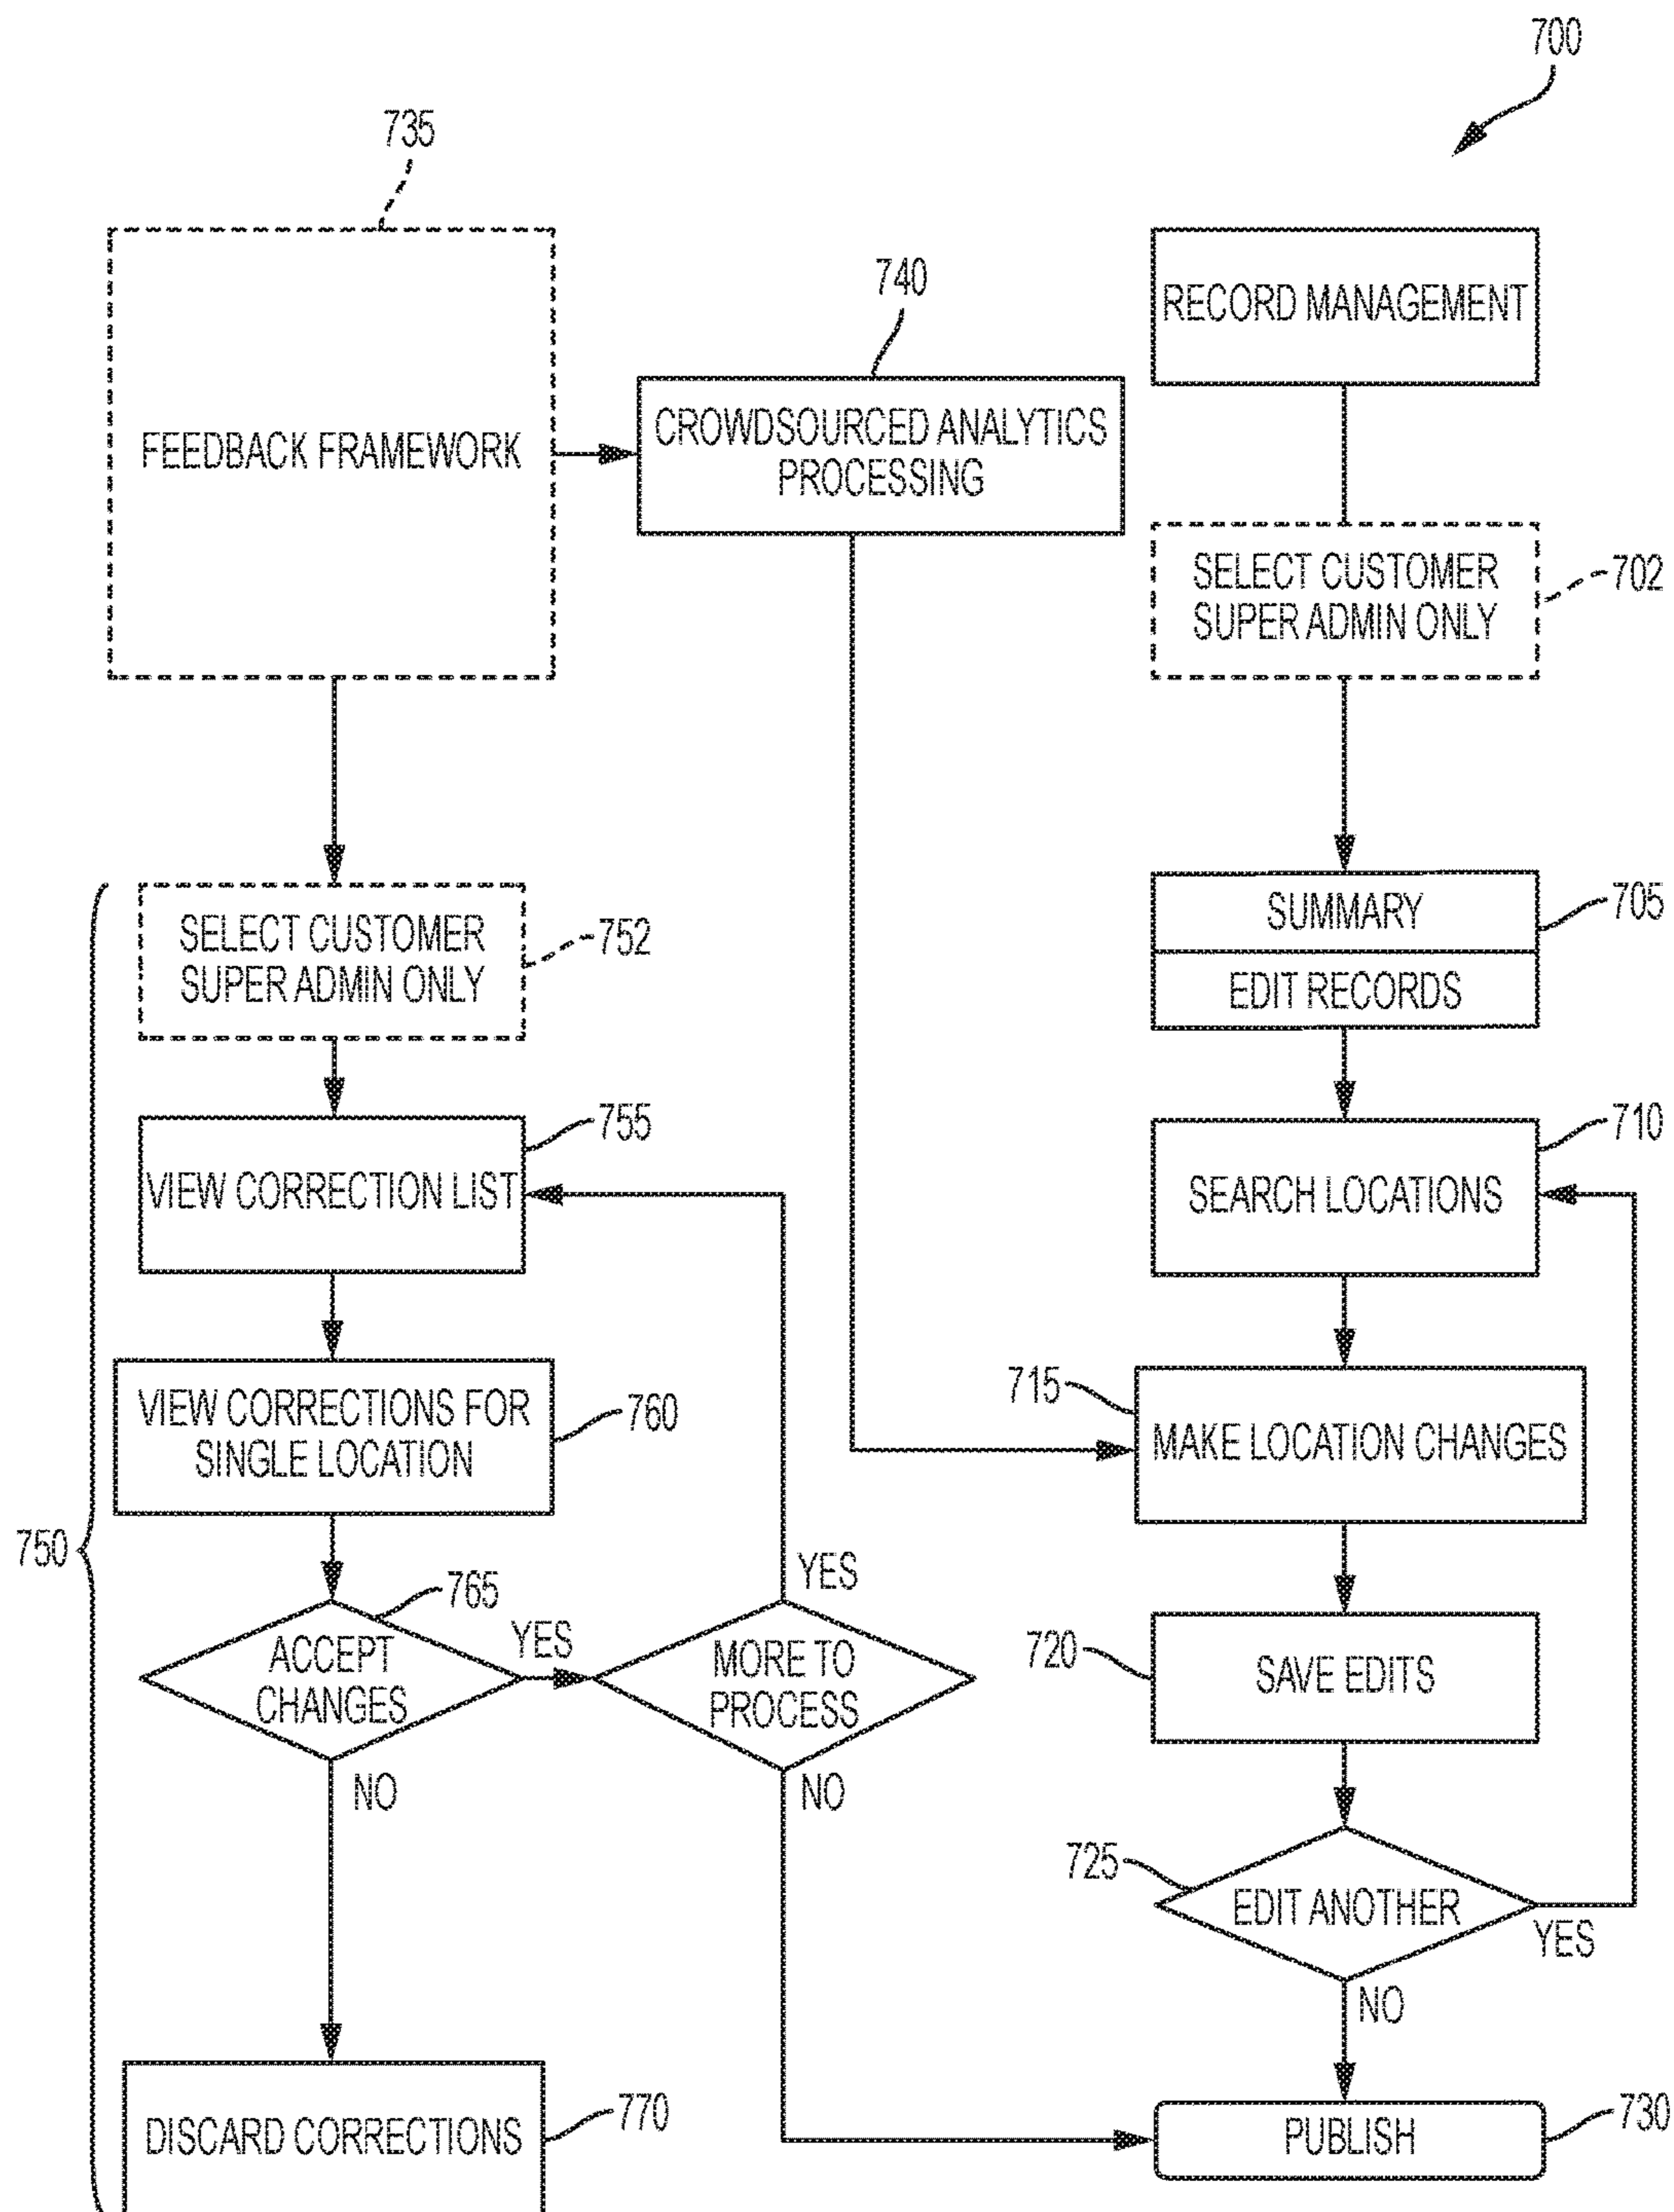 700
735
740
RECORD MANAGEMENT
FEEDBACK FRAMEWORK
CROWDSOURCED ANALYTICS
PROCESSING
SELECT CUSTOMER
SUPER ADMIN ONLY
702
SUMMARY
705
EDIT RECORDS
SELECT CUSTOMER
SUPER ADMIN ONLY
752
755
VIEW CORRECTION LIST
710
SEARCH LOCATIONS
VIEW CORRECTIONS FOR
SINGLE LOCATION
760
715
MAKE LOCATION CHANGES
750
765
ACCEPT
CHANGES
YES
NO
YES
MORE TO
PROCESS
NO
720
SAVE EDITS
725
EDIT ANOTHER
YES
NO
DISCARD CORRECTIONS
770
PUBLISH
730